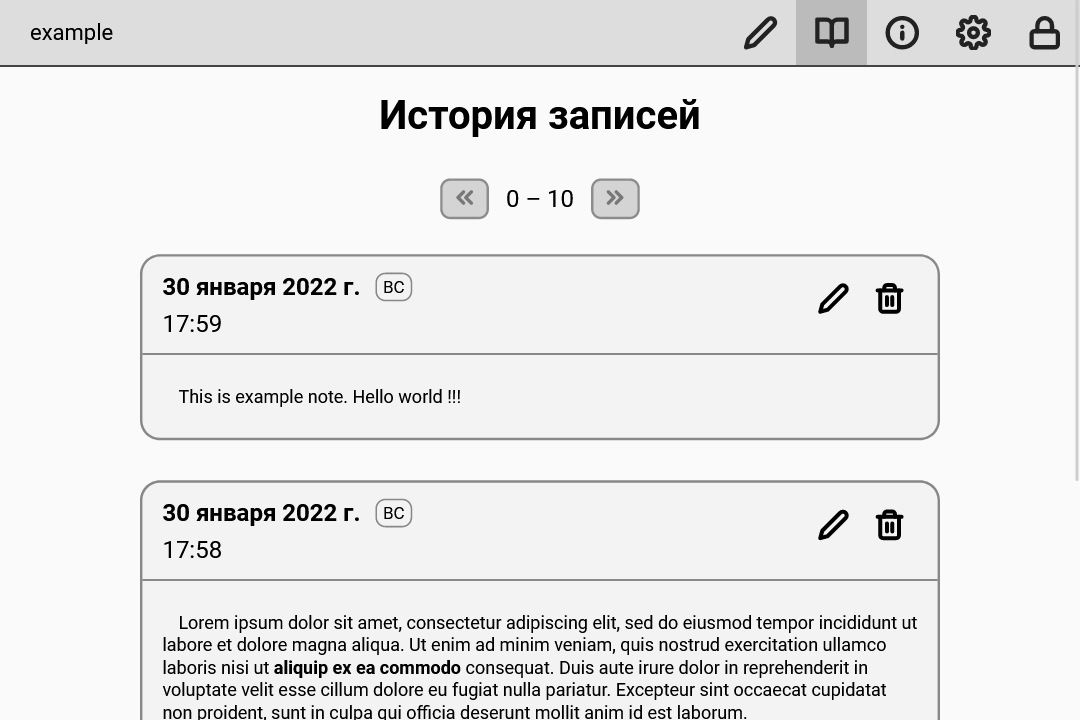 example
История записей
0 – 10
30 января 2022 г. ВС
17:59
This is example note. Hello world !!!
30 января 2022 г. ВС
17:58
Lorem ipsum dolor sit amet, consectetur adipiscing elit, sed do eiusmod tempor incididunt ut
labore et dolore magna aliqua. Ut enim ad minim veniam, quis nostrud exercitation ullamco
laboris nisi ut aliquip ex ea commodo consequat. Duis aute irure dolor in reprehenderit in
voluptate velit esse cillum dolore eu fugiat nulla pariatur. Excepteur sint occaecat cupidatat
non proident, sunt in culpa qui officia deserunt mollit anim id est laborum.